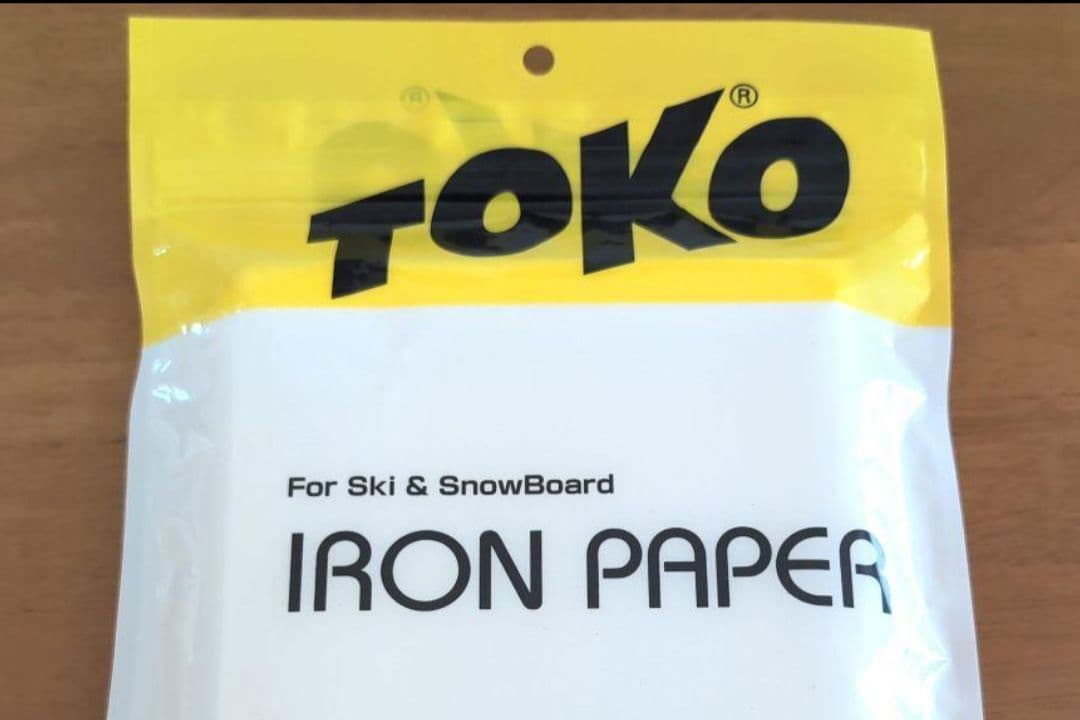 TOKO®
For Ski & SnowBoard
IRON PAPER